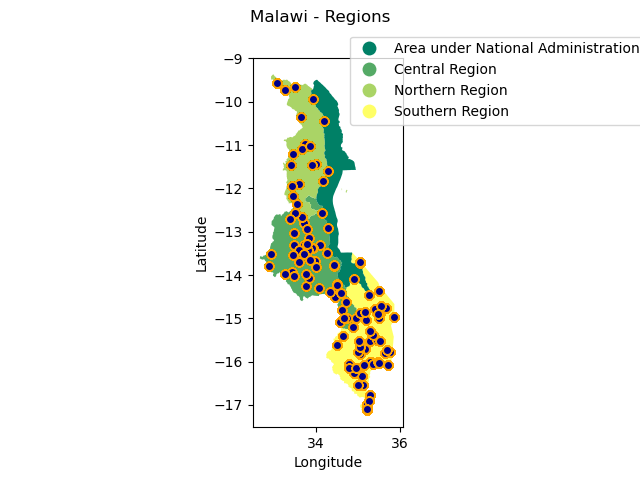 Malawi - Regions
Area under National Administration
Central Region
Northern Region
Southern Region
−9
−10
−11
−12
−13
−14
−15
−16
−17
Latitude
34
36
Longitude